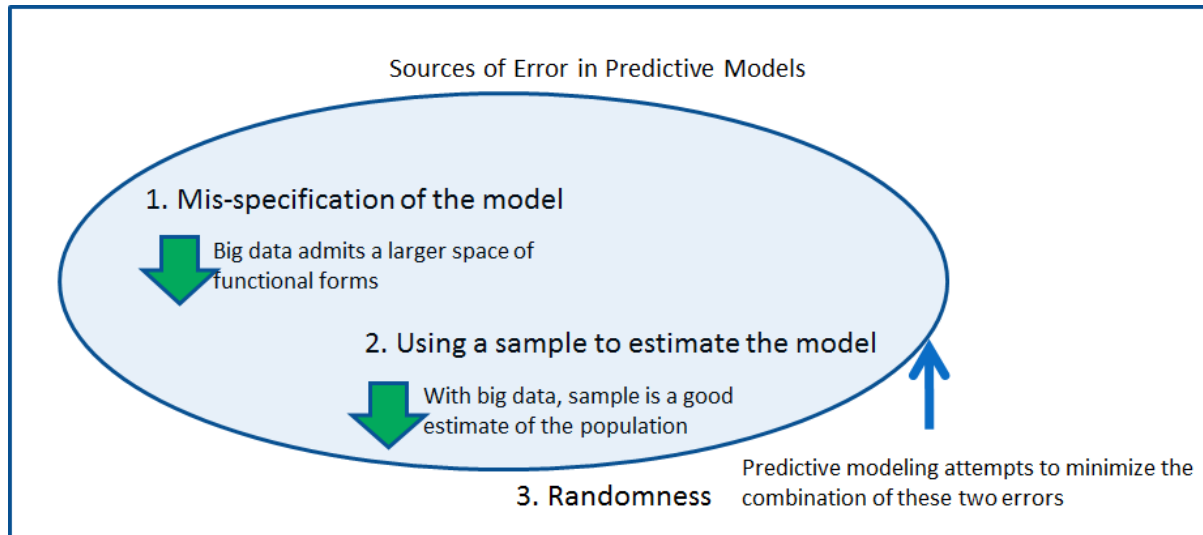 Sources of Error in Predictive Models
1. Mis-specification of the model
Big data admits a larger space of
functional forms
2. Using a sample to estimate the model
With big data, sample is a good
estimate of the population
3. Randomness
Predictive modeling attempts to minimize the
combination of these two errors